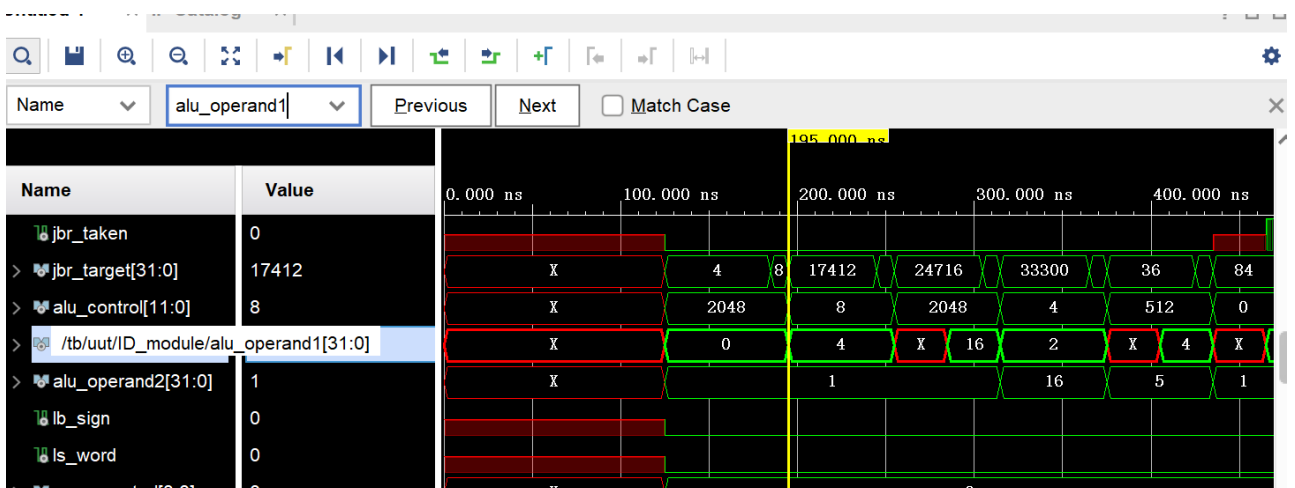 Name alu_operand1 Previous Next Match Case
195.000 ns
Name Value 0.000 ns 100.000 ns 200.000 ns 300.000 ns 400.000 ns
jbr_taken 0
jbr_target[31:0] 17412 X 4 8 17412 24716 33300 36 84
alu_control[11:0] 8 X 2048 8 2048 4 512 0
/tb/uut/ID_module/alu_operand1[31:0] X 0 4 X 16 2 X 4 X
alu_operand2[31:0] 1 X 1 16 5 1
lb_sign 0
ls_word 0